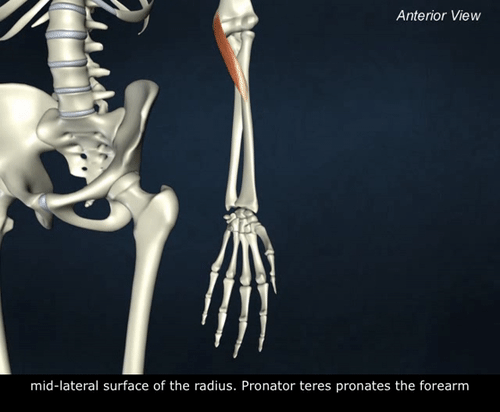 Anterior View
mid-lateral surface of the radius. Pronator teres pronates the forearm